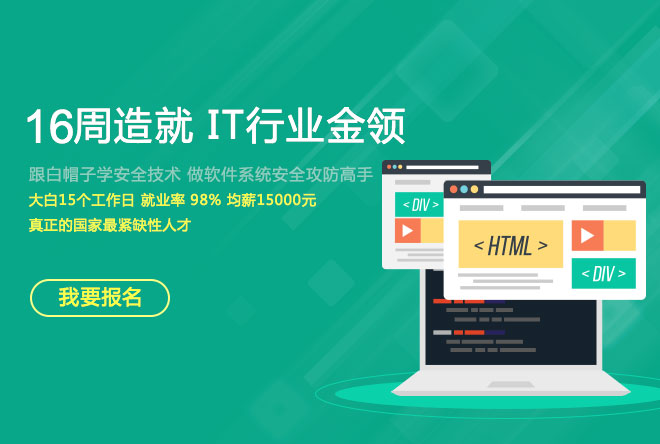 16周造就 IT行业金领
跟白帽子学安全技术 做软件系统安全攻防高手
大白15个工作日 就业率 98% 均薪15000元
真正的国家最紧缺性人才
我要报名
<DIV>
<HTML>
<DIV>